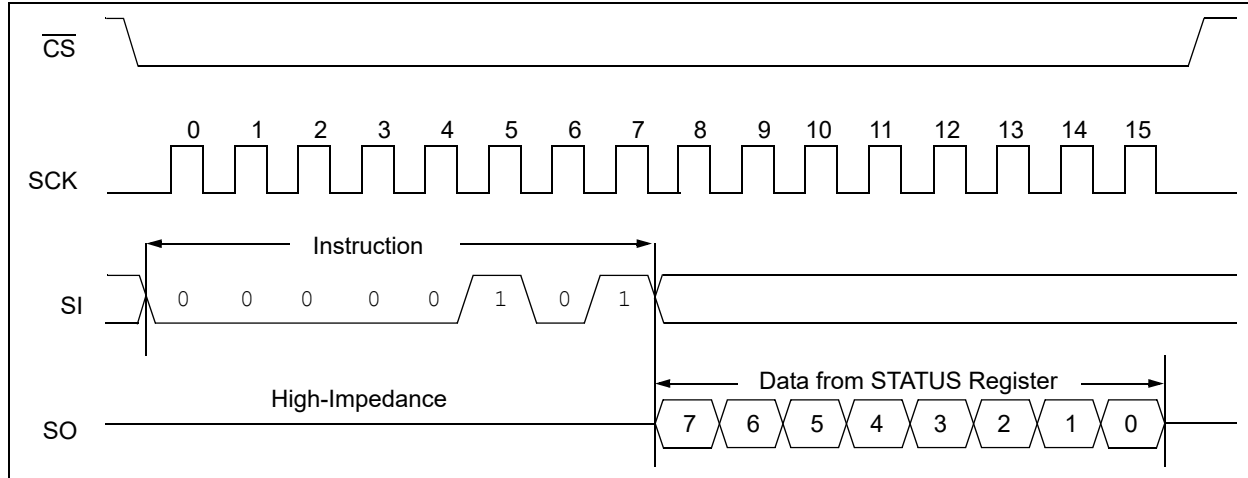 CS
0 1 2 3 4 5 6 7 8 9 10 11 12 13 14 15
SCK
Instruction
SI 0 0 0 0 0 1 0 1
Data from STATUS Register
High-Impedance
SO 7 6 5 4 3 2 1 0